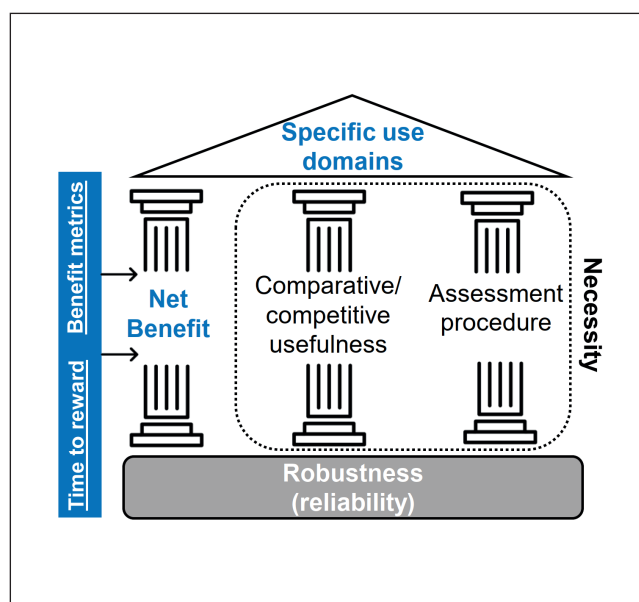 Specific use
domains
Benefit metrics
Time to reward
Net
Benefit
Comparative/
competitive
usefulness
Assessment
procedure
Necessity
Robustness
(reliability)